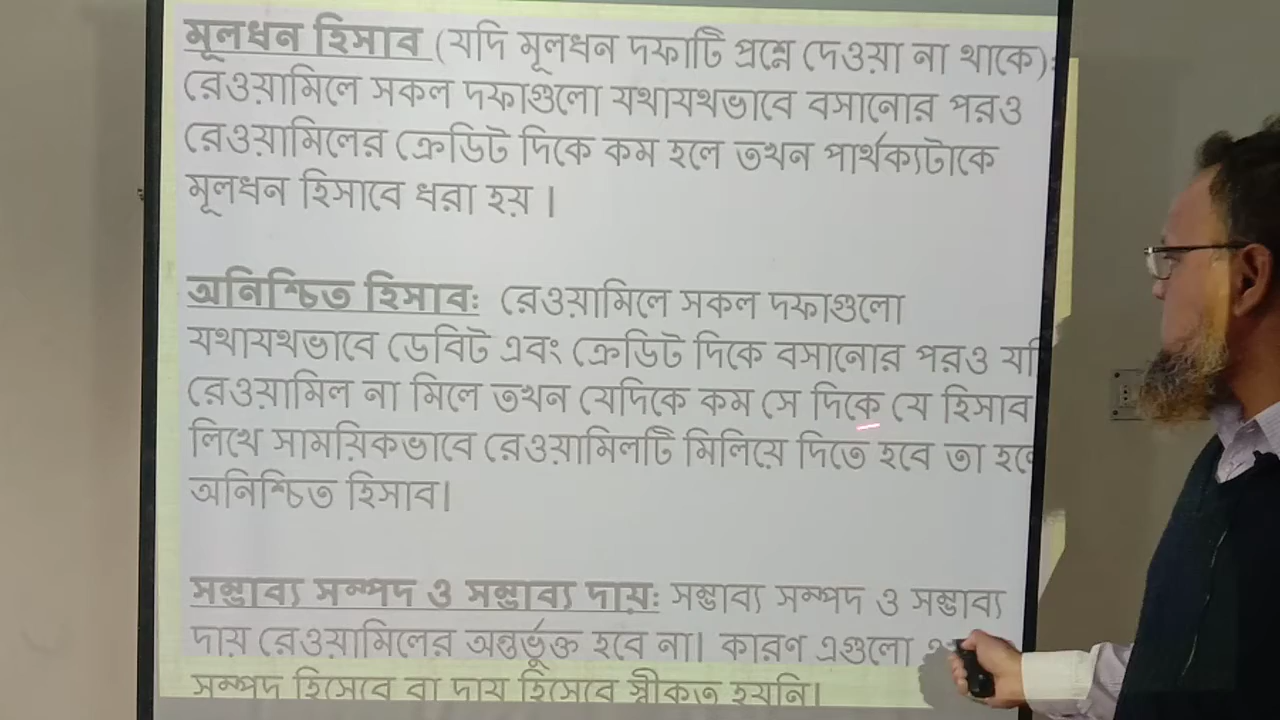 মূলধন হিসাব (যদি মূলধন দফাটি প্রশ্নে দেওয়া না থাকে):
রেওয়ামিলে সকল দফাগুলো যথাযথভাবে বসানোর পরও
রেওয়ামিলের ক্রেডিট দিকে কম হলে তখন পার্থক্যটাকে
মূলধন হিসাবে ধরা হয় ।
অনিশ্চিত হিসাবঃ রেওয়ামিলে সকল দফাগুলো
যথাযথভাবে ডেবিট এবং ক্রেডিট দিকে বসানোর পরও
রেওয়ামিল না মিলে তখন যেদিকে কম সে দিকে যে হিসাব
লিখে সাময়িকভাবে রেওয়ামিলটি মিলিয়ে দিতে হবে তা
অনিশ্চিত হিসাব।
সম্ভাব্য সম্পদ ও সম্ভাব্য দায়ঃ সম্ভাব্য সম্পদ ও সম্ভাব্য
দায় রেওয়ামিলের অন্তর্ভুক্ত হবে না। কারণ এগুলো
সম্পদ হিসেবে বা দায় হিসেবে স্বীকৃত হয়নি।